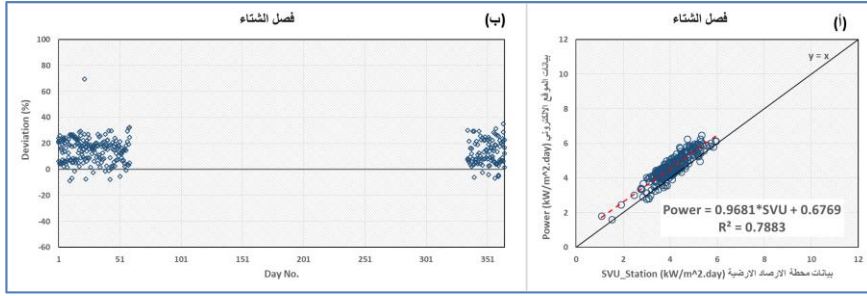 فصل الشتاء
(ب)
Deviation (%)
100
80
60
40
20
0
-20
-40
-60
1
51
101
151
201
251
301
351
Day No.
فصل الشتاء
(أ)
y = x
بيانات الموقع الالكتروني Power (kW/m^2.day)
12
10
8
6
4
2
0
Power = 0.9681*SVU + 0.6769
R² = 0.7883
0
2
4
6
8
10
12
بيانات محطة الارصاد الارضية SVU_Station (kW/m^2.day)